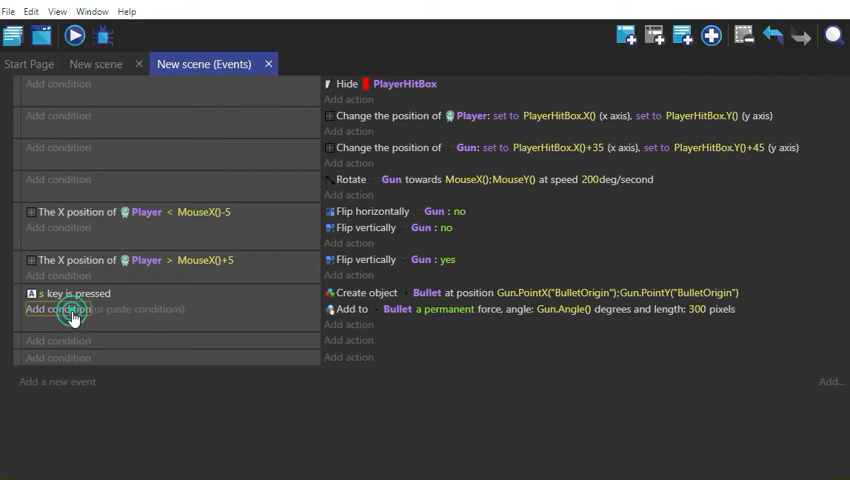 File Edit View Window Help
Start Page New scene × New scene (Events) ×
Add condition Hide PlayerHitBox
Add action
Add condition Change the position of Player: set to PlayerHitBox.X() (x axis), set to PlayerHitBox.Y() (y axis)
Add action
Add condition Change the position of Gun: set to PlayerHitBox.X()+35 (x axis), set to PlayerHitBox.Y()+45 (y axis)
Add action
Add condition Rotate Gun towards MouseX();MouseY() at speed 200deg/second
Add action
The X position of Player < MouseX()-5 Flip horizontally Gun : no
Add condition Flip vertically Gun : no
Add action
The X position of Player > MouseX()+5 Flip vertically Gun : yes
Add condition Add action
A s key is pressed Create object Bullet at position Gun.PointX("BulletOrigin");Gun.PointY("BulletOrigin")
Add condition (or paste conditions) Add to Bullet a permanent force, angle: Gun.Angle() degrees and length: 300 pixels
Add action
Add condition Add action
Add condition Add action
Add a new event Add...